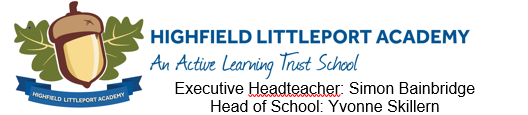 HIGHFIELD LITTLEPORT ACADEMY
An Active Learning Trust School
Executive Headteacher: Simon Bainbridge
Head of School: Yvonne Skillern
HIGHFIELD LITTLEPORT ACADEMY